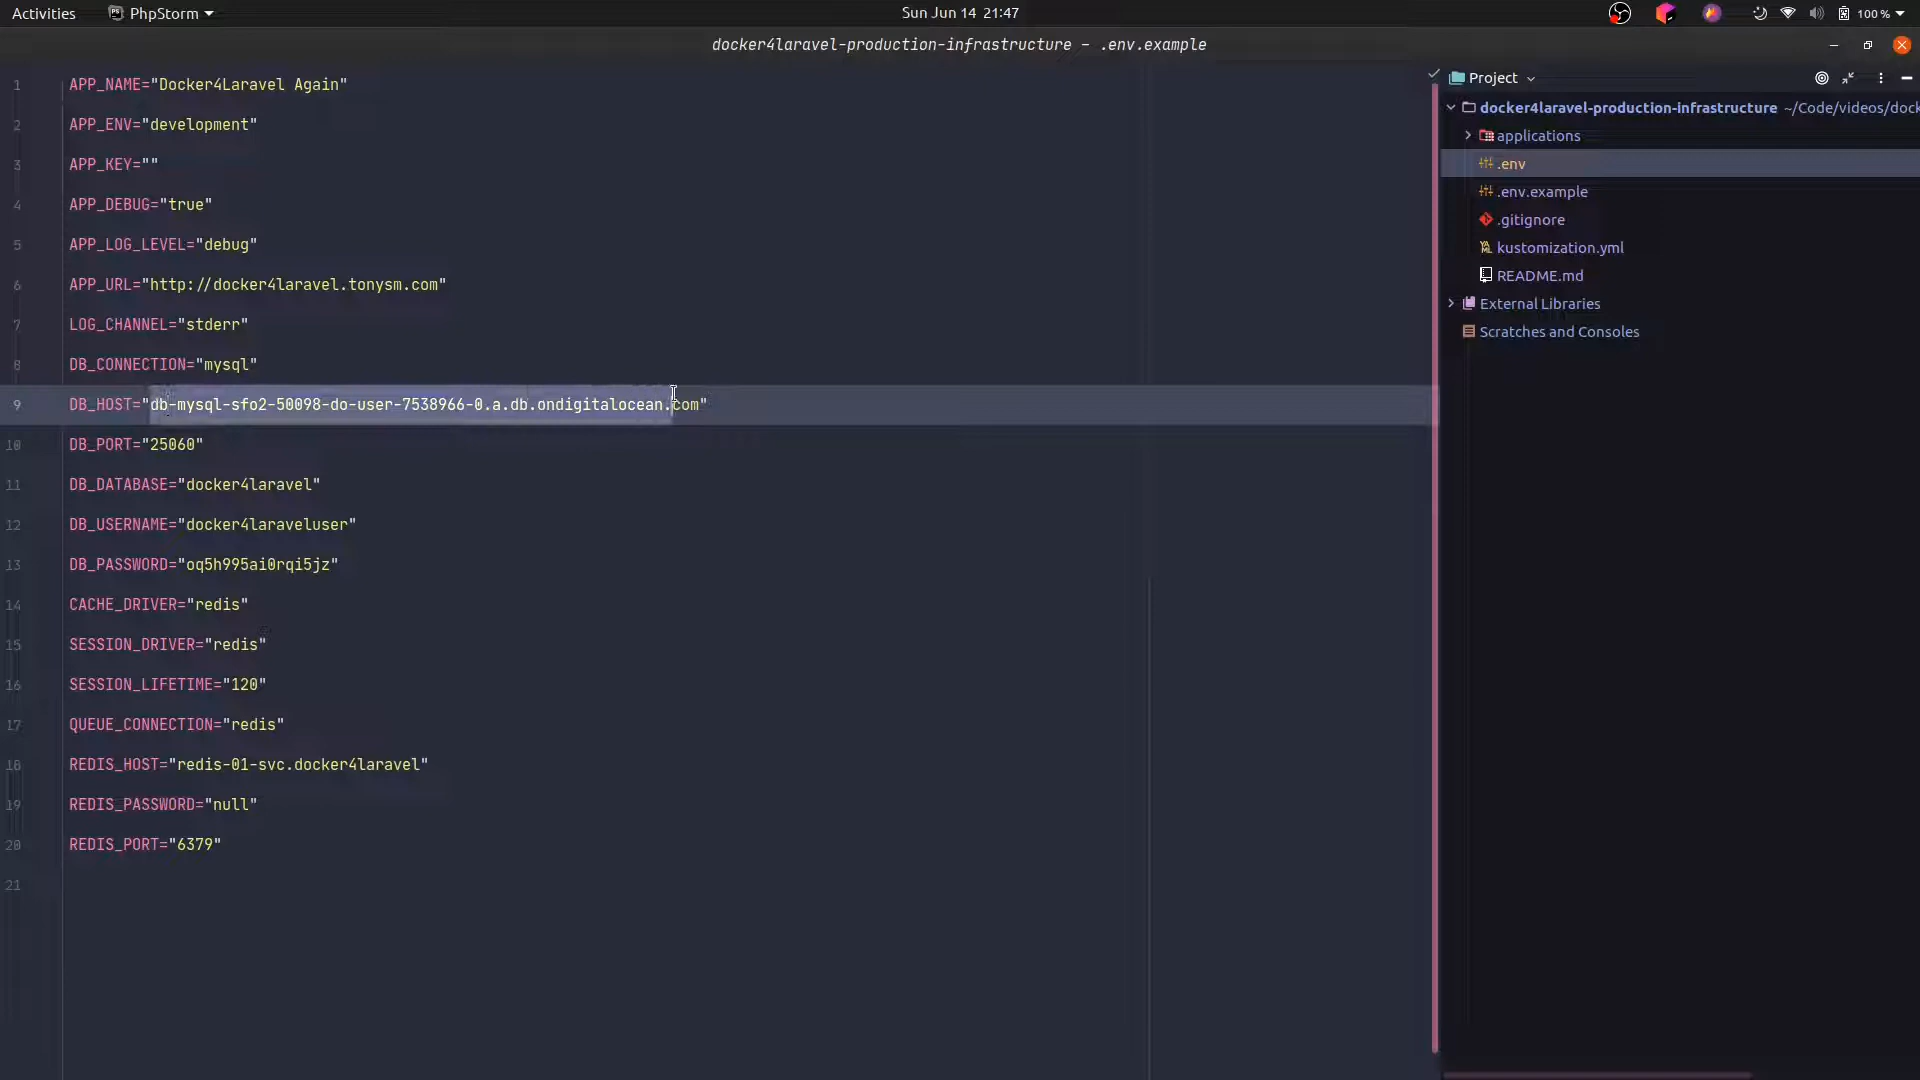 Activities
PhpStorm
Sun Jun 14 21:47
100 %
docker4laravel-production-infrastructure – .env.example
1 APP_NAME="Docker4Laravel Again"
2 APP_ENV="development"
3 APP_KEY=""
4 APP_DEBUG="true"
5 APP_LOG_LEVEL="debug"
6 APP_URL="http://docker4laravel.tonysm.com"
7 LOG_CHANNEL="stderr"
8 DB_CONNECTION="mysql"
9 DB_HOST="db-mysql-sfo2-50098-do-user-7538966-0.a.db.ondigitalocean.com"
10 DB_PORT="25060"
11 DB_DATABASE="docker4laravel"
12 DB_USERNAME="docker4laraveluser"
13 DB_PASSWORD="oq5h995ai0rqi5jz"
14 CACHE_DRIVER="redis"
15 SESSION_DRIVER="redis"
16 SESSION_LIFETIME="120"
17 QUEUE_CONNECTION="redis"
18 REDIS_HOST="redis-01-svc.docker4laravel"
19 REDIS_PASSWORD="null"
20 REDIS_PORT="6379"
21
Project
docker4laravel-production-infrastructure ~/Code/videos/dock
applications
.env
.env.example
.gitignore
kustomization.yml
README.md
External Libraries
Scratches and Consoles